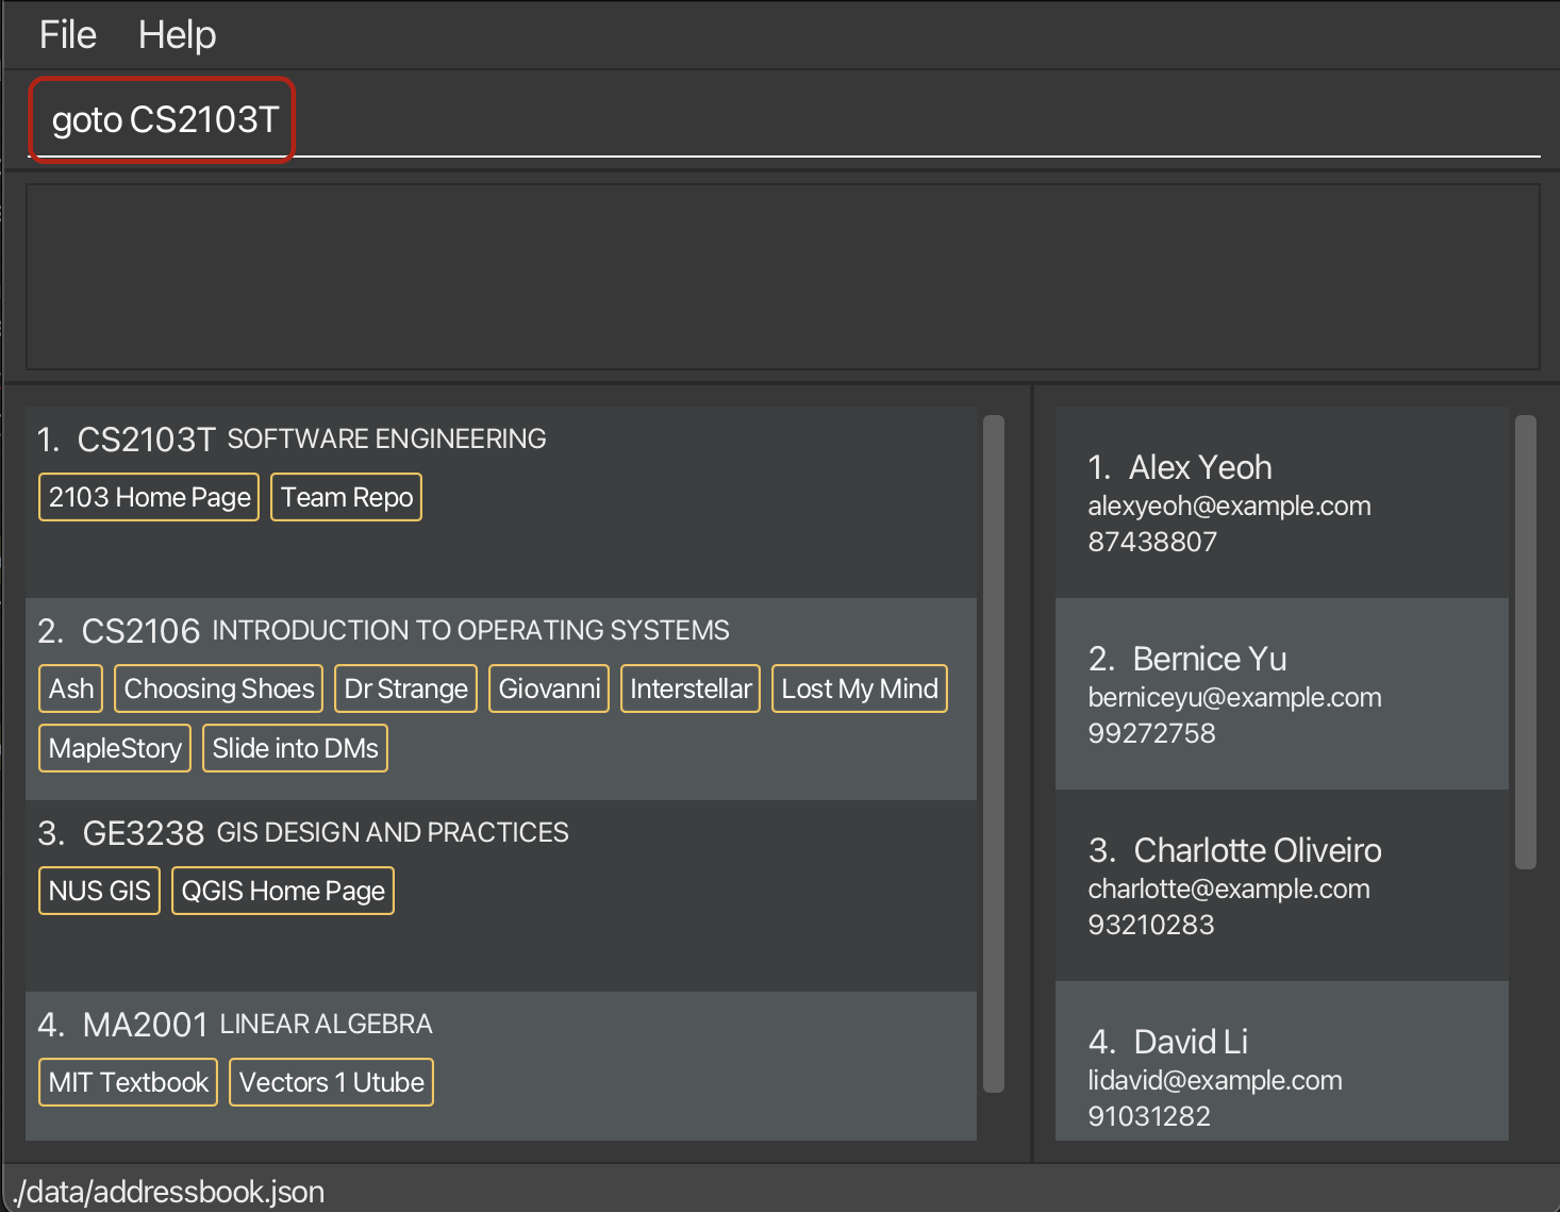 File Help
goto CS2103T
1. CS2103T SOFTWARE ENGINEERING
2103 Home Page Team Repo
2. CS2106 INTRODUCTION TO OPERATING SYSTEMS
Ash Choosing Shoes Dr Strange Giovanni Interstellar Lost My Mind
MapleStory Slide into DMs
3. GE3238 GIS DESIGN AND PRACTICES
NUS GIS QGIS Home Page
4. MA2001 LINEAR ALGEBRA
MIT Textbook Vectors 1 Utube
1. Alex Yeoh
alexyeoh@example.com
87438807
2. Bernice Yu
berniceyu@example.com
99272758
3. Charlotte Oliveiro
charlotte@example.com
93210283
4. David Li
lidavid@example.com
91031282
./data/addressbook.json